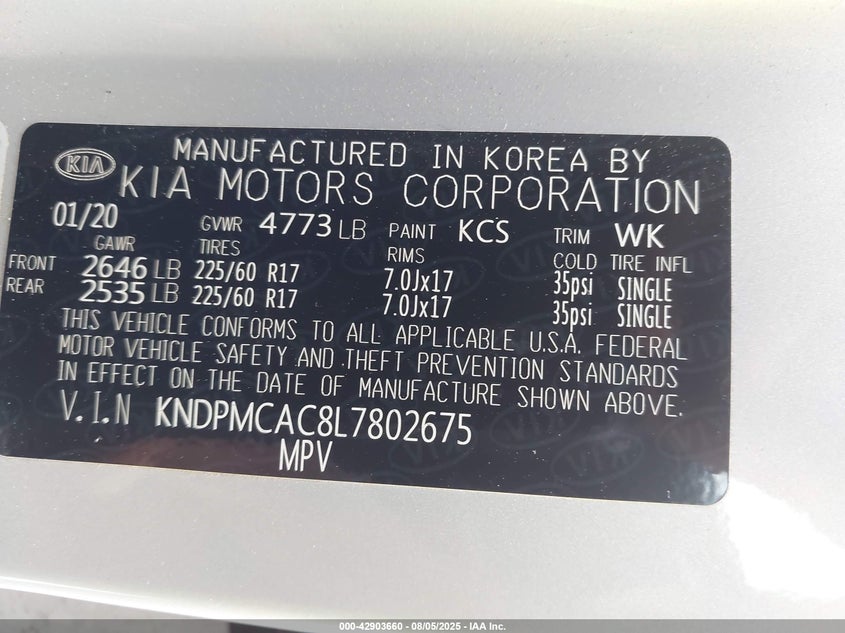 KIA MANUFACTURED IN KOREA BY
KIA MOTORS CORPORATION
01/20 GVWR 4773 LB PAINT KCS TRIM WK
GAWR TIRES RIMS COLD TIRE INFL
FRONT 2646 LB 225/60 R17 7.0Jx17 35psi SINGLE
REAR 2535 LB 225/60 R17 7.0Jx17 35psi SINGLE
THIS VEHICLE CONFORMS TO ALL APPLICABLE U.S.A. FEDERAL
MOTOR VEHICLE SAFETY AND THEFT PREVENTION STANDARDS
IN EFFECT ON THE DATE OF MANUFACTURE SHOWN ABOVE.
V.I.N KNDPMCAC8L7802675
MPV
000-42903660 - 08/05/2025 - IAA Inc.